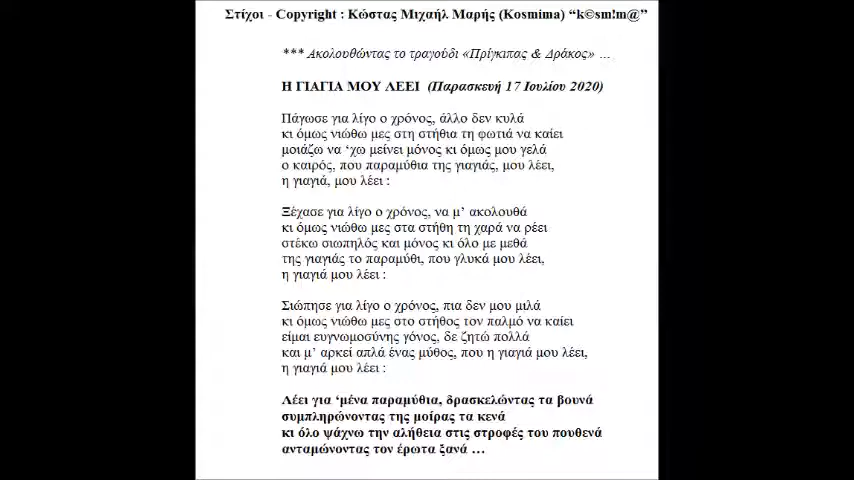 Στίχοι - Copyright : Κώστας Μιχαήλ Μαρής (Kosmima) “k©sm!m@”
*** Ακολουθώντας το τραγούδι «Πρίγκιπας & Δράκος» …
Η ΓΙΑΓΙΑ ΜΟΥ ΛΕΕΙ (Παρασκευή 17 Ιουλίου 2020)
Πάγωσε για λίγο ο χρόνος, άλλο δεν κυλά
κι όμως νιώθω μες στη στήθια τη φωτιά να καίει
μοιάζω να ‘χω μείνει μόνος κι όμως μου γελά
ο καιρός, που παραμύθια της γιαγιάς, μου λέει,
η γιαγιά, μου λέει :
Ξέχασε για λίγο ο χρόνος, να μ’ ακολουθά
κι όμως νιώθω μες στα στήθη τη χαρά να ρέει
στέκω σιωπηλός και μόνος κι όλο με μεθά
της γιαγιάς το παραμύθι, που γλυκά μου λέει,
η γιαγιά μου λέει :
Σιώπησε για λίγο ο χρόνος, πια δεν μου μιλά
κι όμως νιώθω μες στο στήθος τον παλμό να καίει
είμαι ευγνωμοσύνης γόνος, δε ζητώ πολλά
και μ’ αρκεί απλά ένας μύθος, που η γιαγιά μου λέει,
η γιαγιά μου λέει :
Λέει για ‘μένα παραμύθια, δρασκελώντας τα βουνά
συμπληρώνοντας της μοίρας τα κενά
κι όλο ψάχνω την αλήθεια στις στροφές του πουθενά
ανταμώνοντας τον έρωτα ξανά …